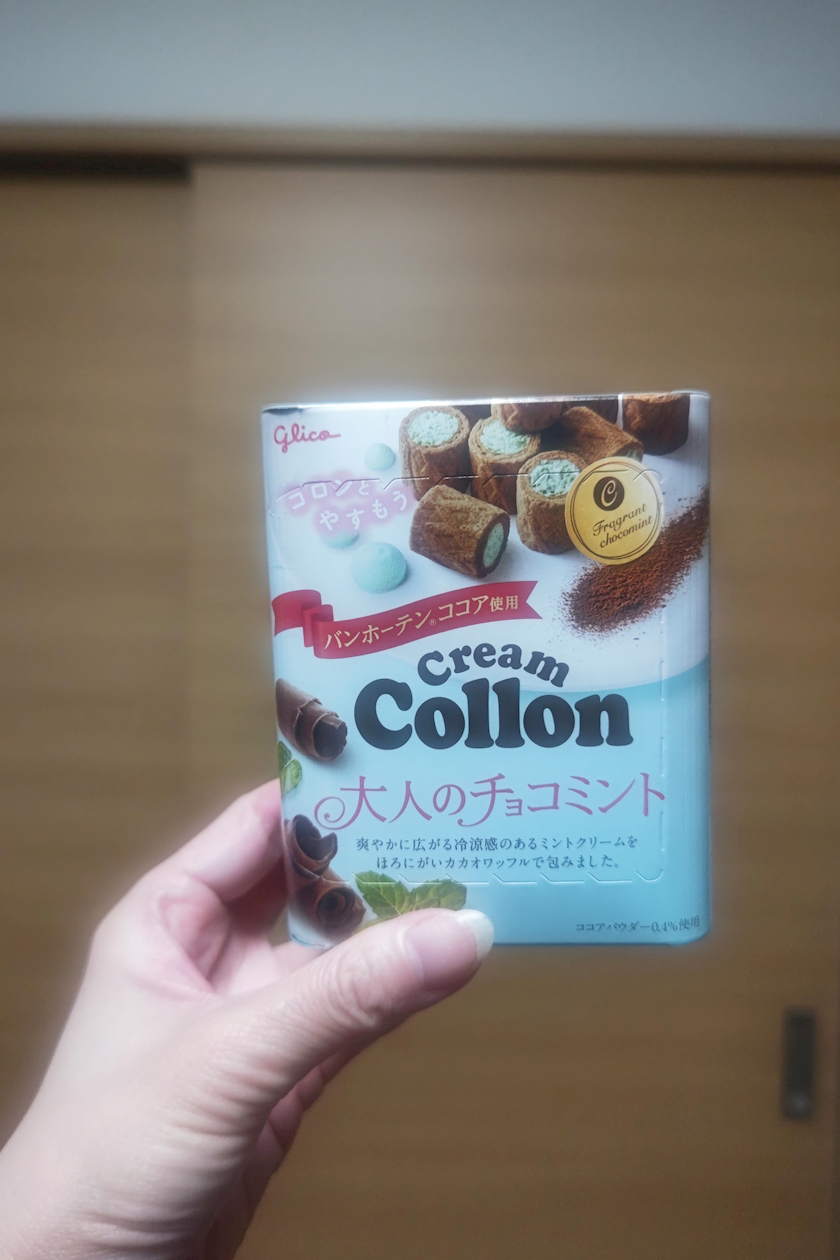 Glico
コロンと
やすもう
C
Fragrant
chocomint
バンホーテン®ココア使用
Cream
Collon
大人のチョコミント
爽やかに広がる冷涼感のあるミントクリームを
ほろにがいカカオワッフルで包みました。
ココアパウダー0.4%使用